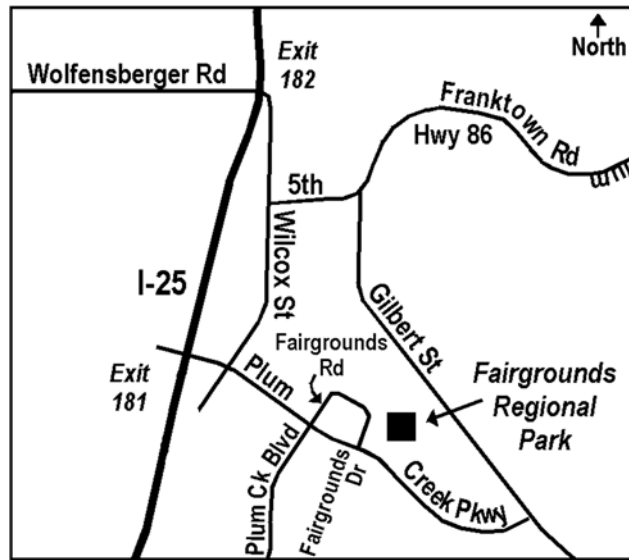 North
Exit
182
Wolfensberger Rd
Franktown Rd
Hwy 86
5th
Wilcox St
I-25
Gilbert St
Fairgrounds
Rd
Plum
Exit
181
Fairgrounds
Regional
Park
Plum Ck Blvd
Fairgrounds
Dr
Creek Pkwy